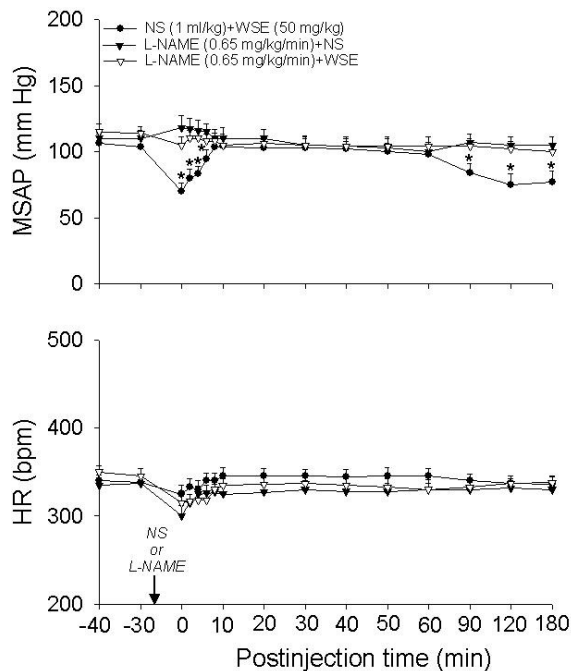 NS (1 ml/kg)+WSE (50 mg/kg)
L-NAME (0.65 mg/kg/min)+NS
L-NAME (0.65 mg/kg/min)+WSE
200
150
100
50
0
MSAP (mm Hg)
* * * * * * *
500
400
300
200
HR (bpm)
NS
or
L-NAME
-40 -30 0 10 20 30 40 50 60 90 120 180
Postinjection time (min)